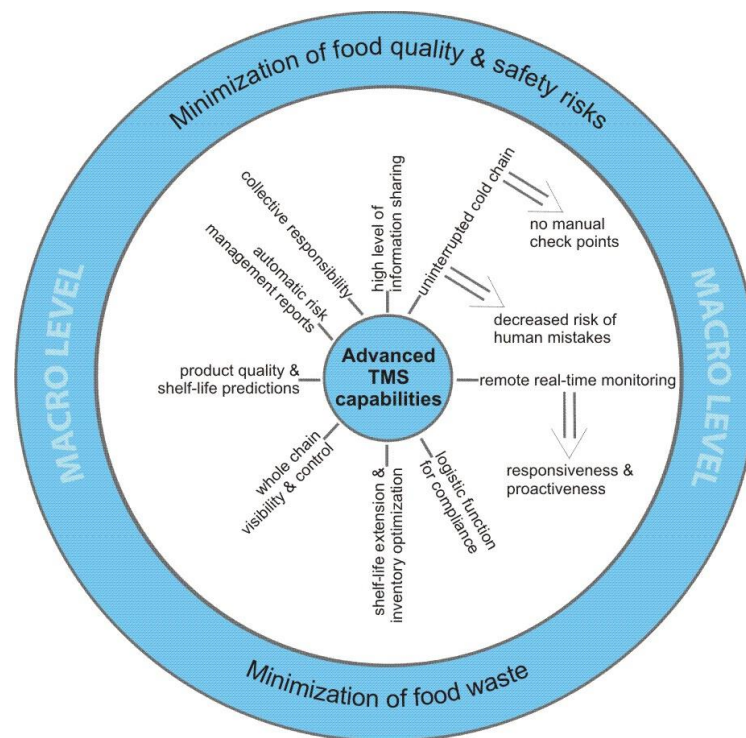 Minimization of food quality & safety risks
MACRO LEVEL
MACRO LEVEL
collective responsibility
high level of
information sharing
uninterrupted cold chain
no manual
check points
automatic risk
management reports
decreased risk of
human mistakes
Advanced
TMS
capabilities
product quality &
shelf-life predictions
remote real-time monitoring
whole chain
visibility & control
shelf-life extension &
inventory optimization
logistic function
for compliance
responsiveness &
proactiveness
Minimization of food waste